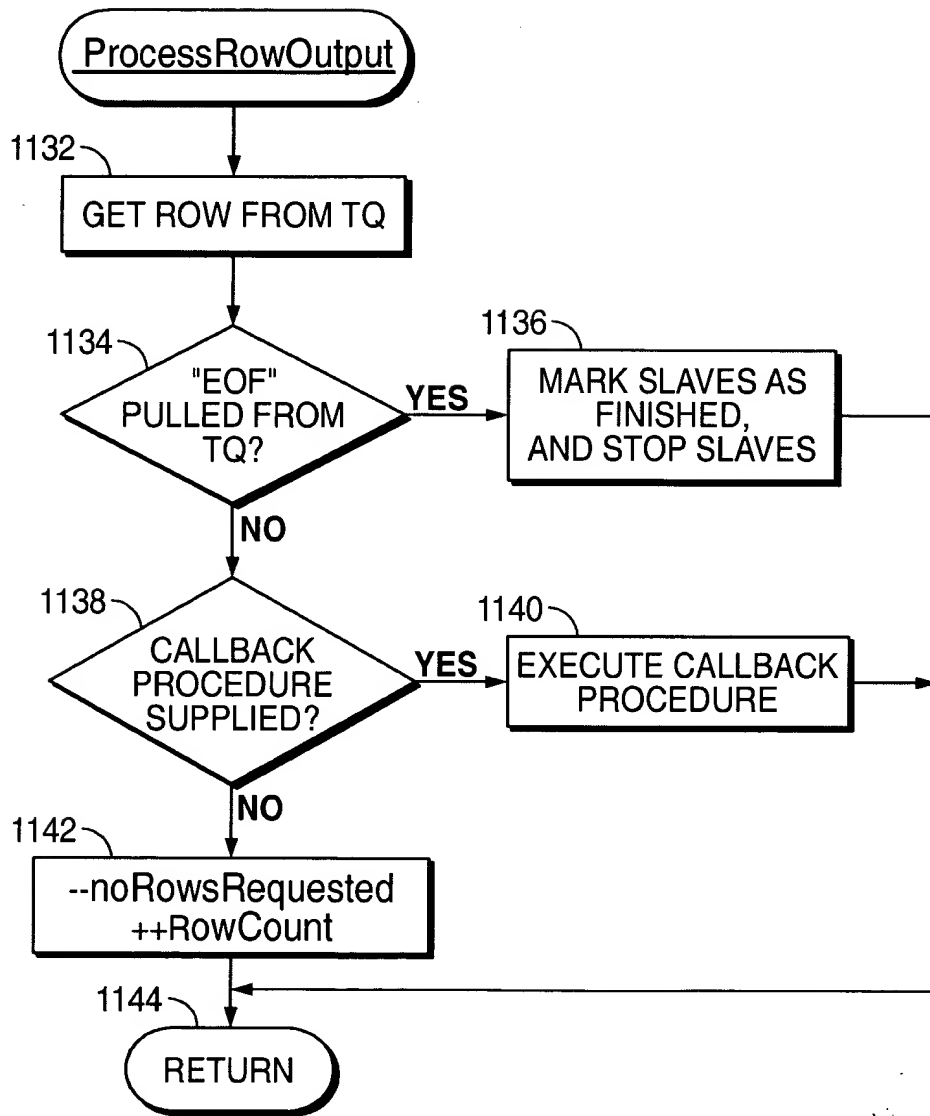 ProcessRowOutput
1132
GET ROW FROM TQ
1134
"EOF"
PULLED FROM
TQ?
YES
1136
MARK SLAVES AS
FINISHED,
AND STOP SLAVES
NO
1138
CALLBACK
PROCEDURE
SUPPLIED?
YES
1140
EXECUTE CALLBACK
PROCEDURE
NO
1142
--noRowsRequested
++RowCount
1144
RETURN